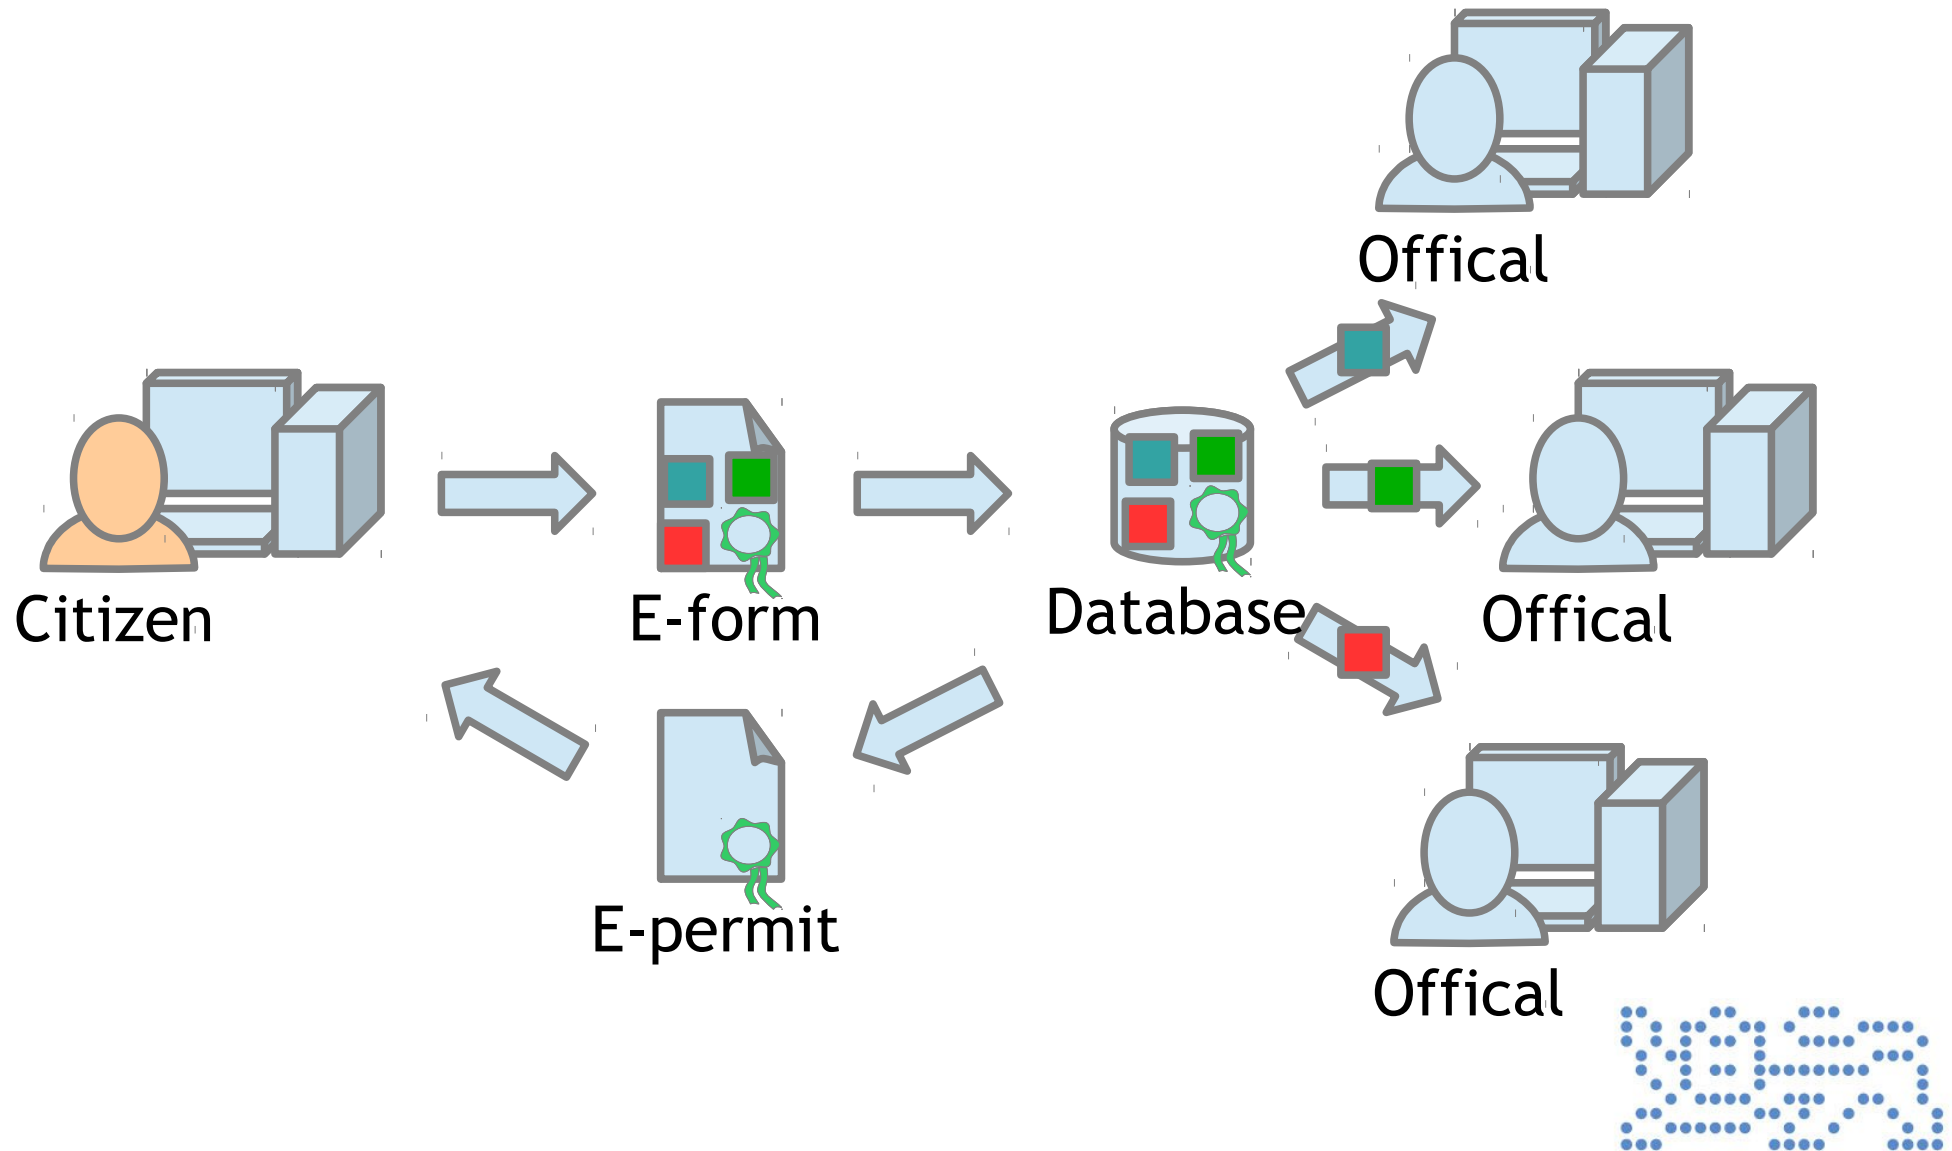 Offical
Citizen
E-form
Database
Offical
E-permit
Offical